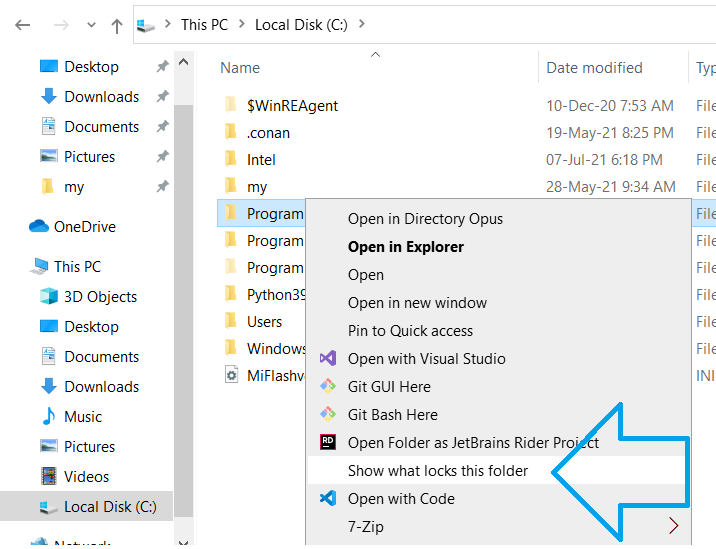 This PC > Local Disk (C:) >
Name Date modified Typ
Desktop
Downloads
Documents
Pictures
my
OneDrive
This PC
3D Objects
Desktop
Documents
Downloads
Music
Pictures
Videos
Local Disk (C:)
Network
$WinREAgent 10-Dec-20 7:53 AM File
.conan 19-May-21 8:25 PM File
Intel 07-Jul-21 6:18 PM File
my 28-May-21 9:34 AM File
Program File
Program File
Program File
Python39 File
Users File
Windows File
MiFlashv INI
Open in Directory Opus
Open in Explorer
Open
Open in new window
Pin to Quick access
Open with Visual Studio
Git GUI Here
Git Bash Here
RD Open Folder as JetBrains Rider Project
Show what locks this folder
Open with Code
7-Zip